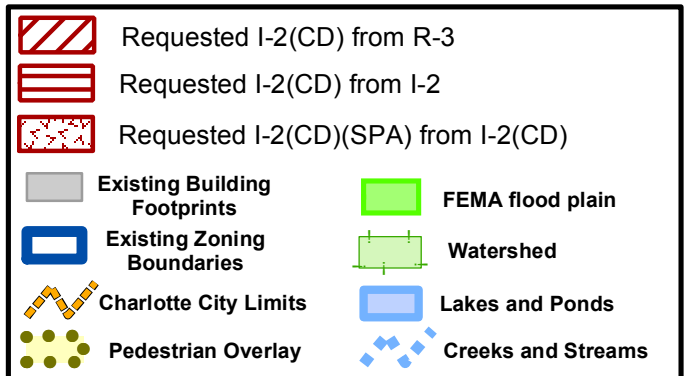 Requested I-2(CD) from R-3
Requested I-2(CD) from I-2
Requested I-2(CD)(SPA) from I-2(CD)
Existing Building
Footprints
Existing Zoning
Boundaries
Charlotte City Limits
Pedestrian Overlay
FEMA flood plain
Watershed
Lakes and Ponds
Creeks and Streams